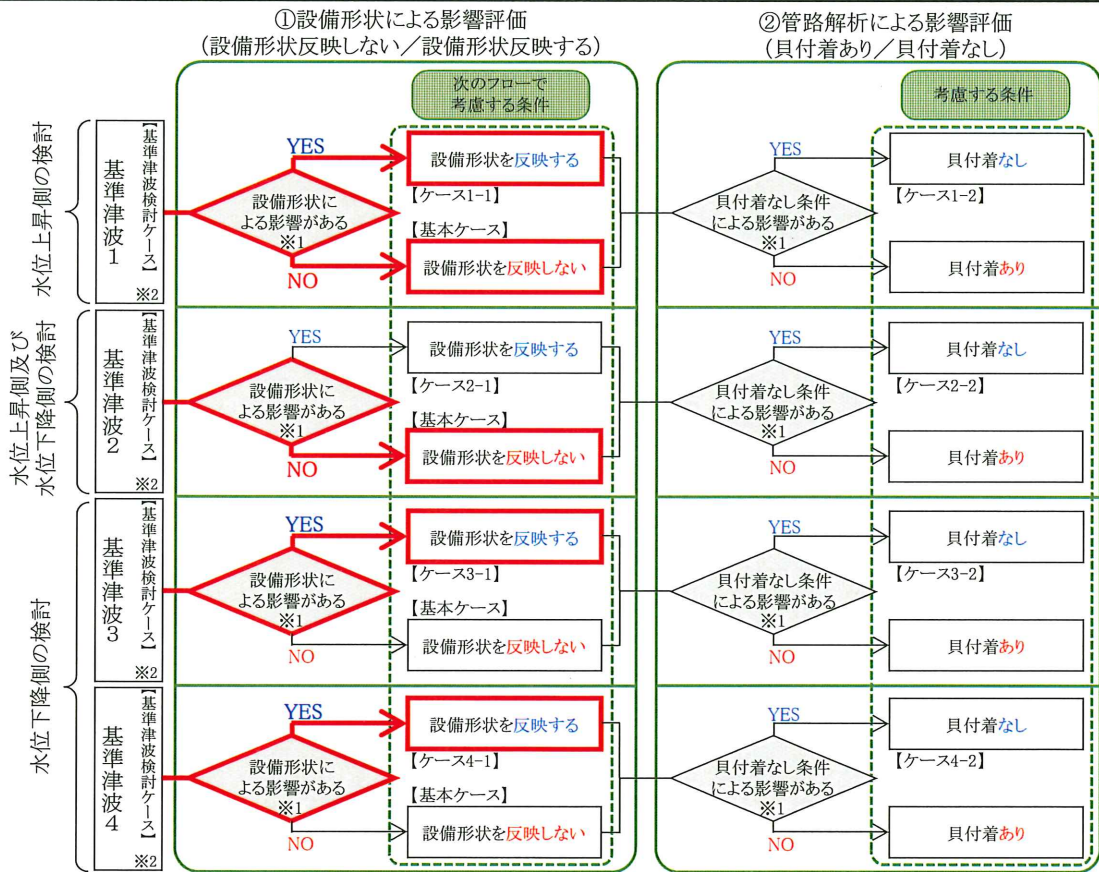 ①設備形状による影響評価
(設備形状反映しない／設備形状反映する)
②管路解析による影響評価
(貝付着あり／貝付着なし)
次のフローで
考慮する条件
考慮する条件
水位上昇側の検討
【基準津波検討ケース】
基準津波1
※2
YES
設備形状に
よる影響がある
※1
NO
設備形状を反映する
【ケース1-1】
【基本ケース】
設備形状を反映しない
YES
貝付着なし条件
による影響がある
※1
NO
貝付着なし
【ケース1-2】
貝付着あり
水位上昇側及び
水位下降側の検討
【基準津波検討ケース】
基準津波2
※2
YES
設備形状に
よる影響がある
※1
NO
設備形状を反映する
【ケース2-1】
【基本ケース】
設備形状を反映しない
YES
貝付着なし条件
による影響がある
※1
NO
貝付着なし
【ケース2-2】
貝付着あり
水位下降側の検討
【基準津波検討ケース】
基準津波3
※2
YES
設備形状に
よる影響がある
※1
NO
設備形状を反映する
【ケース3-1】
【基本ケース】
設備形状を反映しない
YES
貝付着なし条件
による影響がある
※1
NO
貝付着なし
【ケース3-2】
貝付着あり
【基準津波検討ケース】
基準津波4
※2
YES
設備形状に
よる影響がある
※1
NO
設備形状を反映する
【ケース4-1】
【基本ケース】
設備形状を反映しない
YES
貝付着なし条件
による影響がある
※1
NO
貝付着なし
【ケース4-2】
貝付着あり